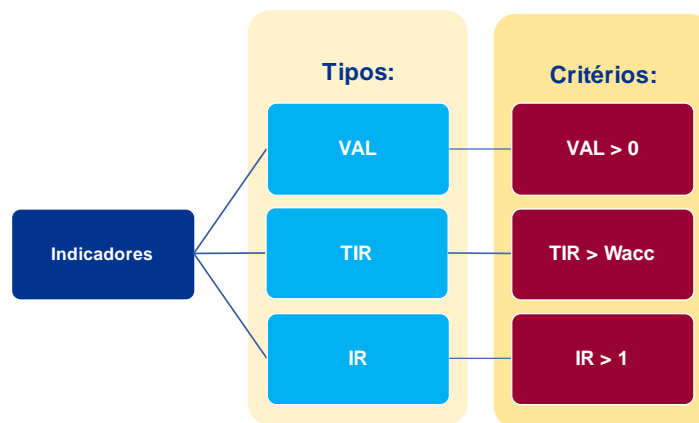 Tipos:
Critérios:
VAL
VAL > 0
Indicadores
TIR
TIR > Wacc
IR
IR > 1